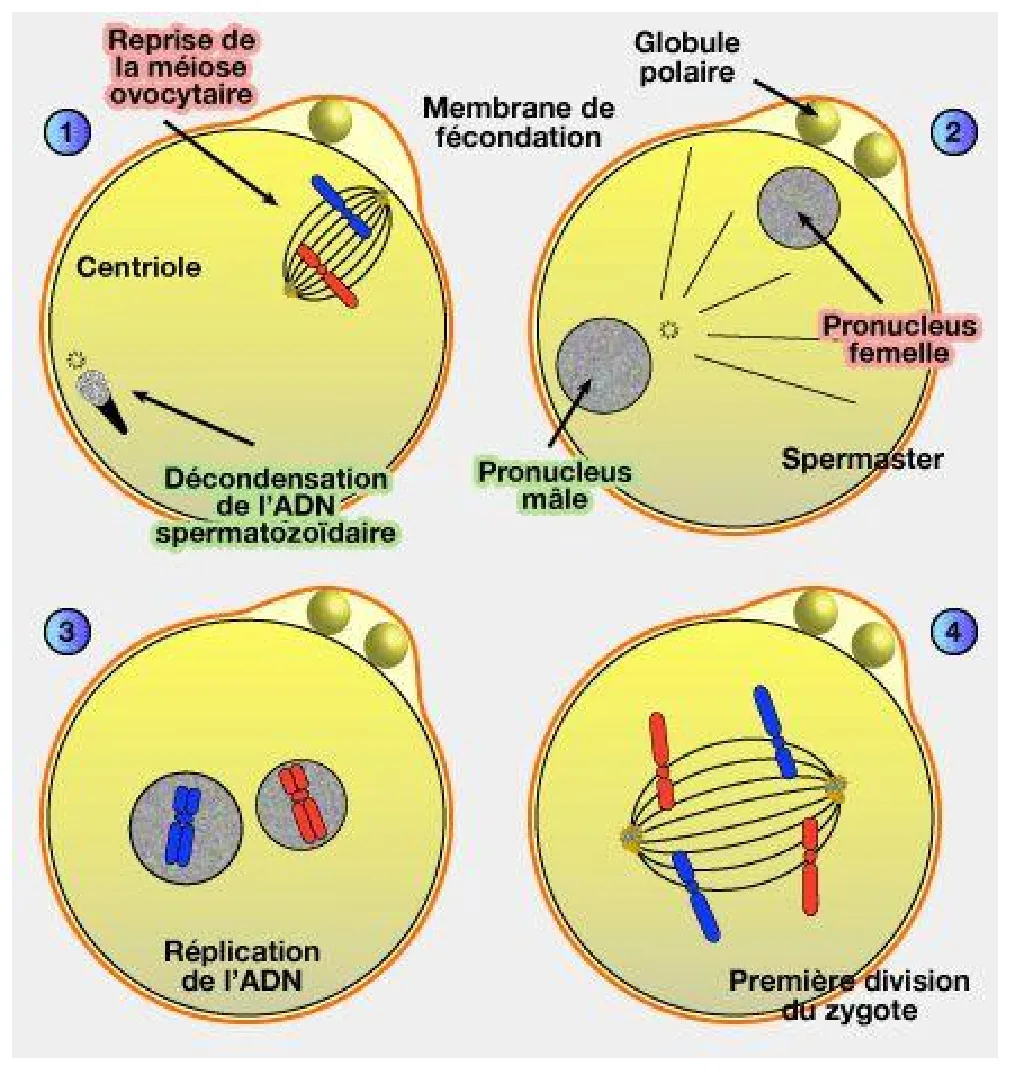 Reprise de
la méiose
ovocytaire
1
Centriole
Décondensation
de l'ADN
spermatozoïdaire
Membrane de
fécondation
Globule
polaire
2
Pronucleus
femelle
Pronucleus
mâle
Spermaster
3
Réplication
de l'ADN
4
Première division
du zygote